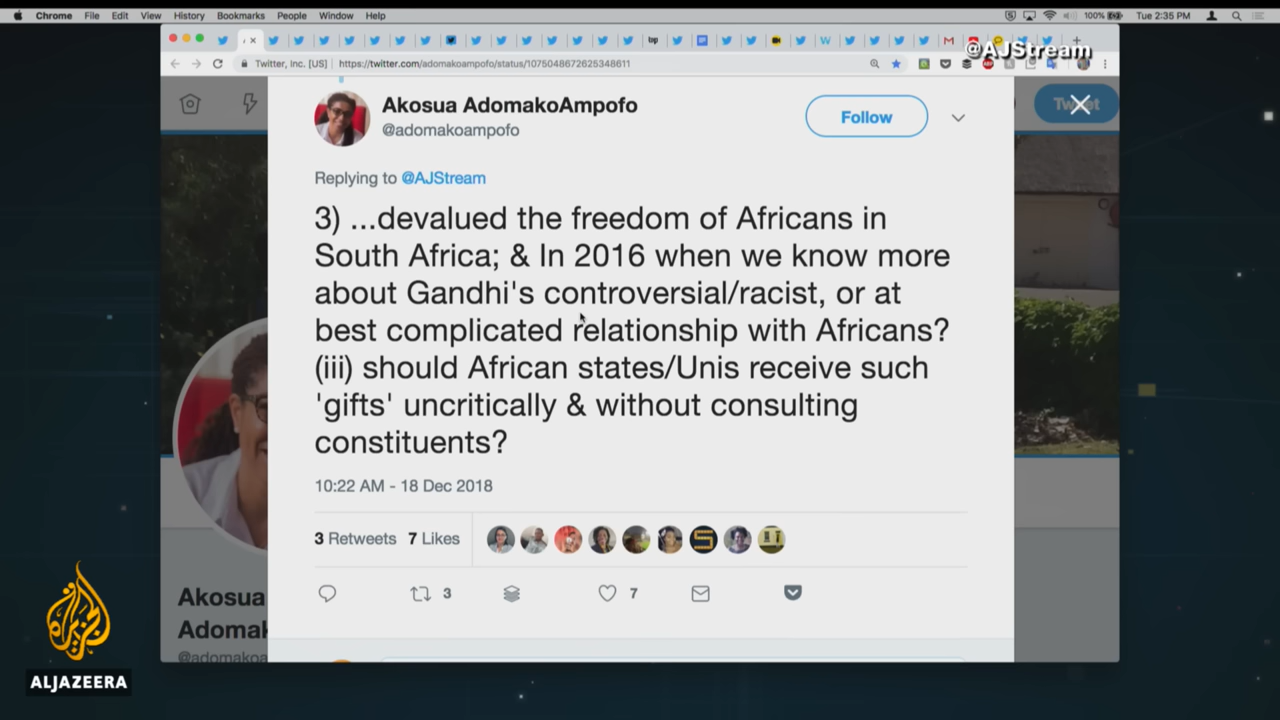 Chrome File Edit View History Bookmarks People Window Help
100% Tue 2:35 PM
@AJStream
Twitter, Inc. [US] https://twitter.com/adomakoampofo/status/1075048672625348611
Akosua AdomakoAmpofo
@adomakoampofo
Follow
Tweet
Replying to @AJStream
3) ...devalued the freedom of Africans in
South Africa; & In 2016 when we know more
about Gandhi's controversial/racist, or at
best complicated relationship with Africans?
(iii) should African states/Unis receive such
'gifts' uncritically & without consulting
constituents?
10:22 AM - 18 Dec 2018
3 Retweets 7 Likes
3 7
Akosua
Adomak
@adomakoa
الجزيرة
ALJAZEERA